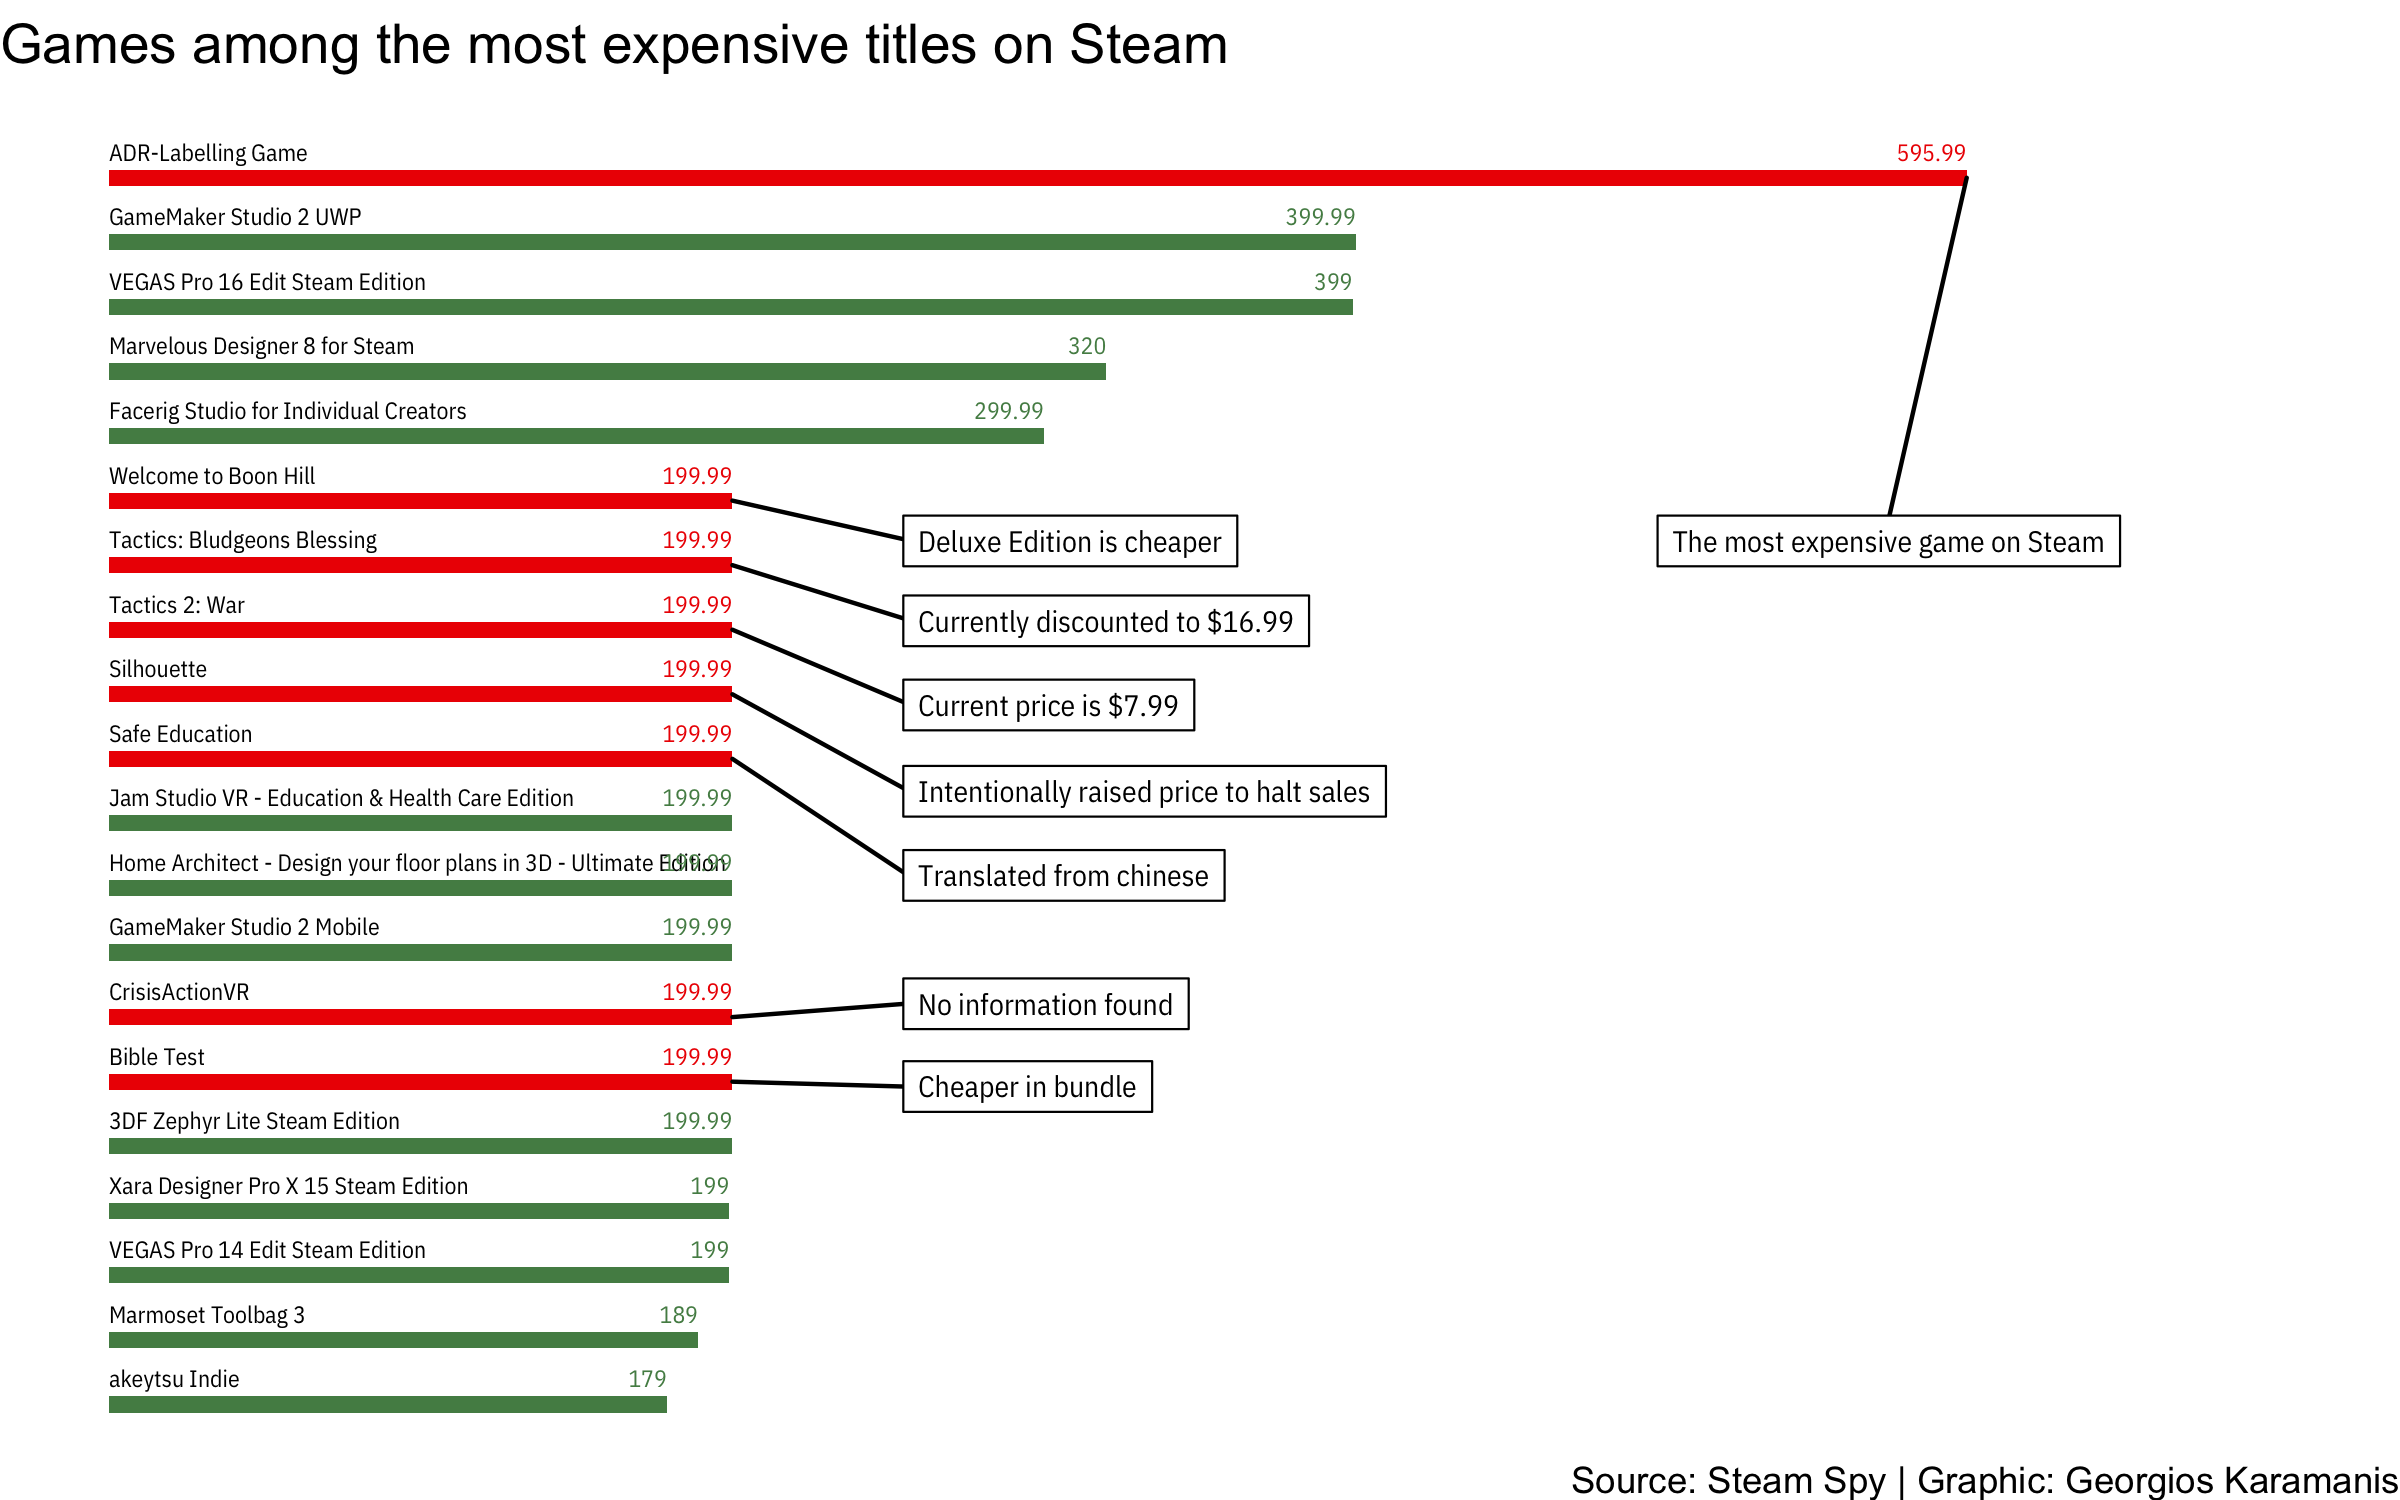 Games among the most expensive titles on Steam
ADR-Labelling Game
595.99
GameMaker Studio 2 UWP
399.99
VEGAS Pro 16 Edit Steam Edition
399
Marvelous Designer 8 for Steam
320
Facerig Studio for Individual Creators
299.99
Welcome to Boon Hill
199.99
Deluxe Edition is cheaper
The most expensive game on Steam
Tactics: Bludgeons Blessing
199.99
Currently discounted to $16.99
Tactics 2: War
199.99
Current price is $7.99
Silhouette
199.99
Intentionally raised price to halt sales
Safe Education
199.99
Translated from chinese
Jam Studio VR - Education & Health Care Edition
199.99
Home Architect - Design your floor plans in 3D - Ultimate Edition
199.99
GameMaker Studio 2 Mobile
199.99
CrisisActionVR
199.99
No information found
Bible Test
199.99
Cheaper in bundle
3DF Zephyr Lite Steam Edition
199.99
Xara Designer Pro X 15 Steam Edition
199
VEGAS Pro 14 Edit Steam Edition
199
Marmoset Toolbag 3
189
akeytsu Indie
179
Source: Steam Spy | Graphic: Georgios Karamanis